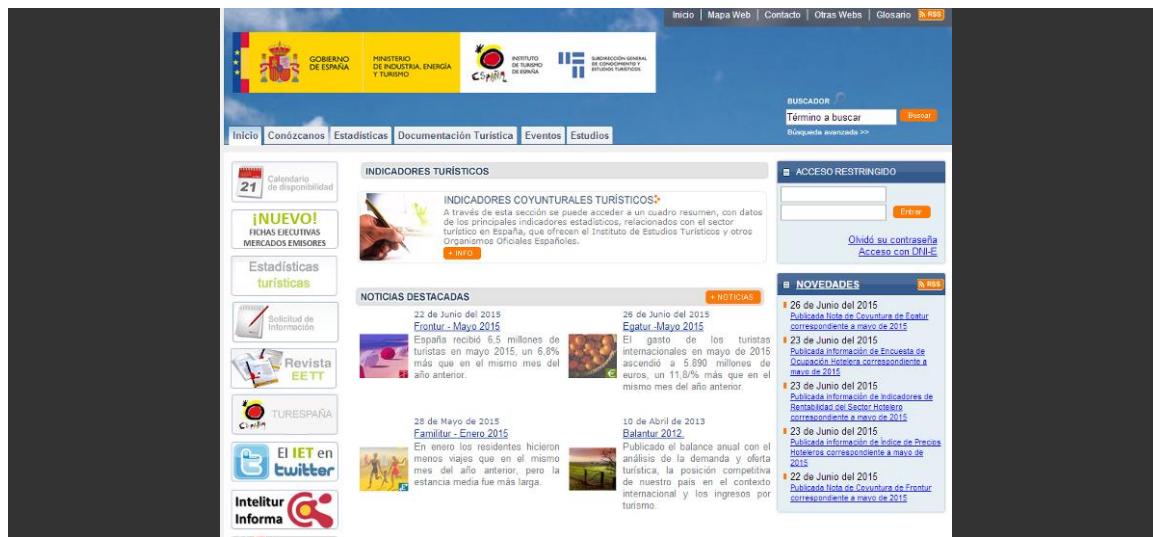 Inicio | Mapa Web | Contacto | Otras Webs | Glosario RSS
GOBIERNO
DE ESPAÑA
MINISTERIO
DE INDUSTRIA, ENERGÍA
Y TURISMO
España
INSTITUTO
DE TURISMO
DE ESPAÑA
SUBDIRECCIÓN GENERAL
DE CONOCIMIENTO Y
ESTUDIOS TURÍSTICOS
BUSCADOR
Término a buscar
Buscar
Búsqueda avanzada >>
Inicio Conózcanos Estadísticas Documentación Turística Eventos Estudios
21
Calendario
de disponibilidad
¡NUEVO!
FICHAS EJECUTIVAS
MERCADOS EMISORES
Estadísticas
turísticas
Solicitud de
Información
Revista
EETT
España
TURESPAÑA
El IET en
twitter
Intelitur
Informa
INDICADORES TURÍSTICOS
INDICADORES COYUNTURALES TURÍSTICOS
A través de esta sección se puede acceder a un cuadro resumen, con datos
de los principales indicadores estadísticos, relacionados con el sector
turístico en España, que ofrecen el Instituto de Estudios Turísticos y otros
Organismos Oficiales Españoles.
+ INFO
NOTICIAS DESTACADAS
+ NOTICIAS
22 de Junio del 2015
Frontur - Mayo 2015
España recibió 6,5 millones de
turistas en mayo 2015, un 6,8%
más que en el mismo mes del
año anterior.
26 de Junio del 2015
Egatur -Mayo 2015
El gasto de los turistas
internacionales en mayo de 2015
ascendió a 5.890 millones de
euros, un 11,8/% más que en el
mismo mes del año anterior.
28 de Mayo de 2015
Familitur - Enero 2015
En enero los residentes hicieron
menos viajes que en el mismo
mes del año anterior, pero la
estancia media fue más larga.
10 de Abril de 2013
Balantur 2012.
Publicado el balance anual con el
análisis de la demanda y oferta
turística, la posición competitiva
de nuestro país en el contexto
internacional y los ingresos por
turismo.
ACCESO RESTRINGIDO
Entrar
Olvidó su contraseña
Acceso con DNI-E
NOVEDADES RSS
26 de Junio del 2015
Publicada Nota de Coyuntura de Egatur
correspondiente a mayo de 2015
23 de Junio del 2015
Publicada información de Encuesta de
Ocupación Hotelera correspondiente a
mayo de 2015
23 de Junio del 2015
Publicada información de Indicadores de
Rentabilidad del Sector Hotelero
correspondiente a mayo de 2015
23 de Junio del 2015
Publicada información de Índice de Precios
Hoteleros correspondiente a mayo de
2015
22 de Junio del 2015
Publicada Nota de Coyuntura de Frontur
correspondiente a mayo de 2015